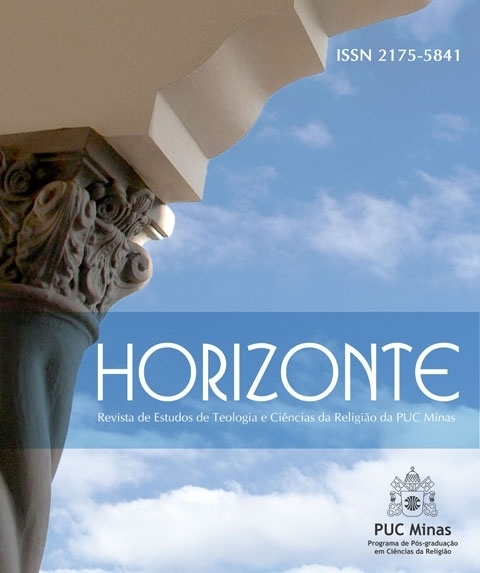 ISSN 2175-5841
HORIZONTE
Revista de Estudos de Teologia e Ciências da Religião da PUC Minas
PUC Minas
Programa de Pós-graduação
em Ciências da Religião